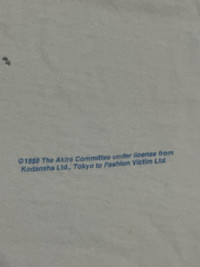 ©1988 The Akira Committee under license from
Kodansha Ltd., Tokyo to Fashion Victim Ltd.